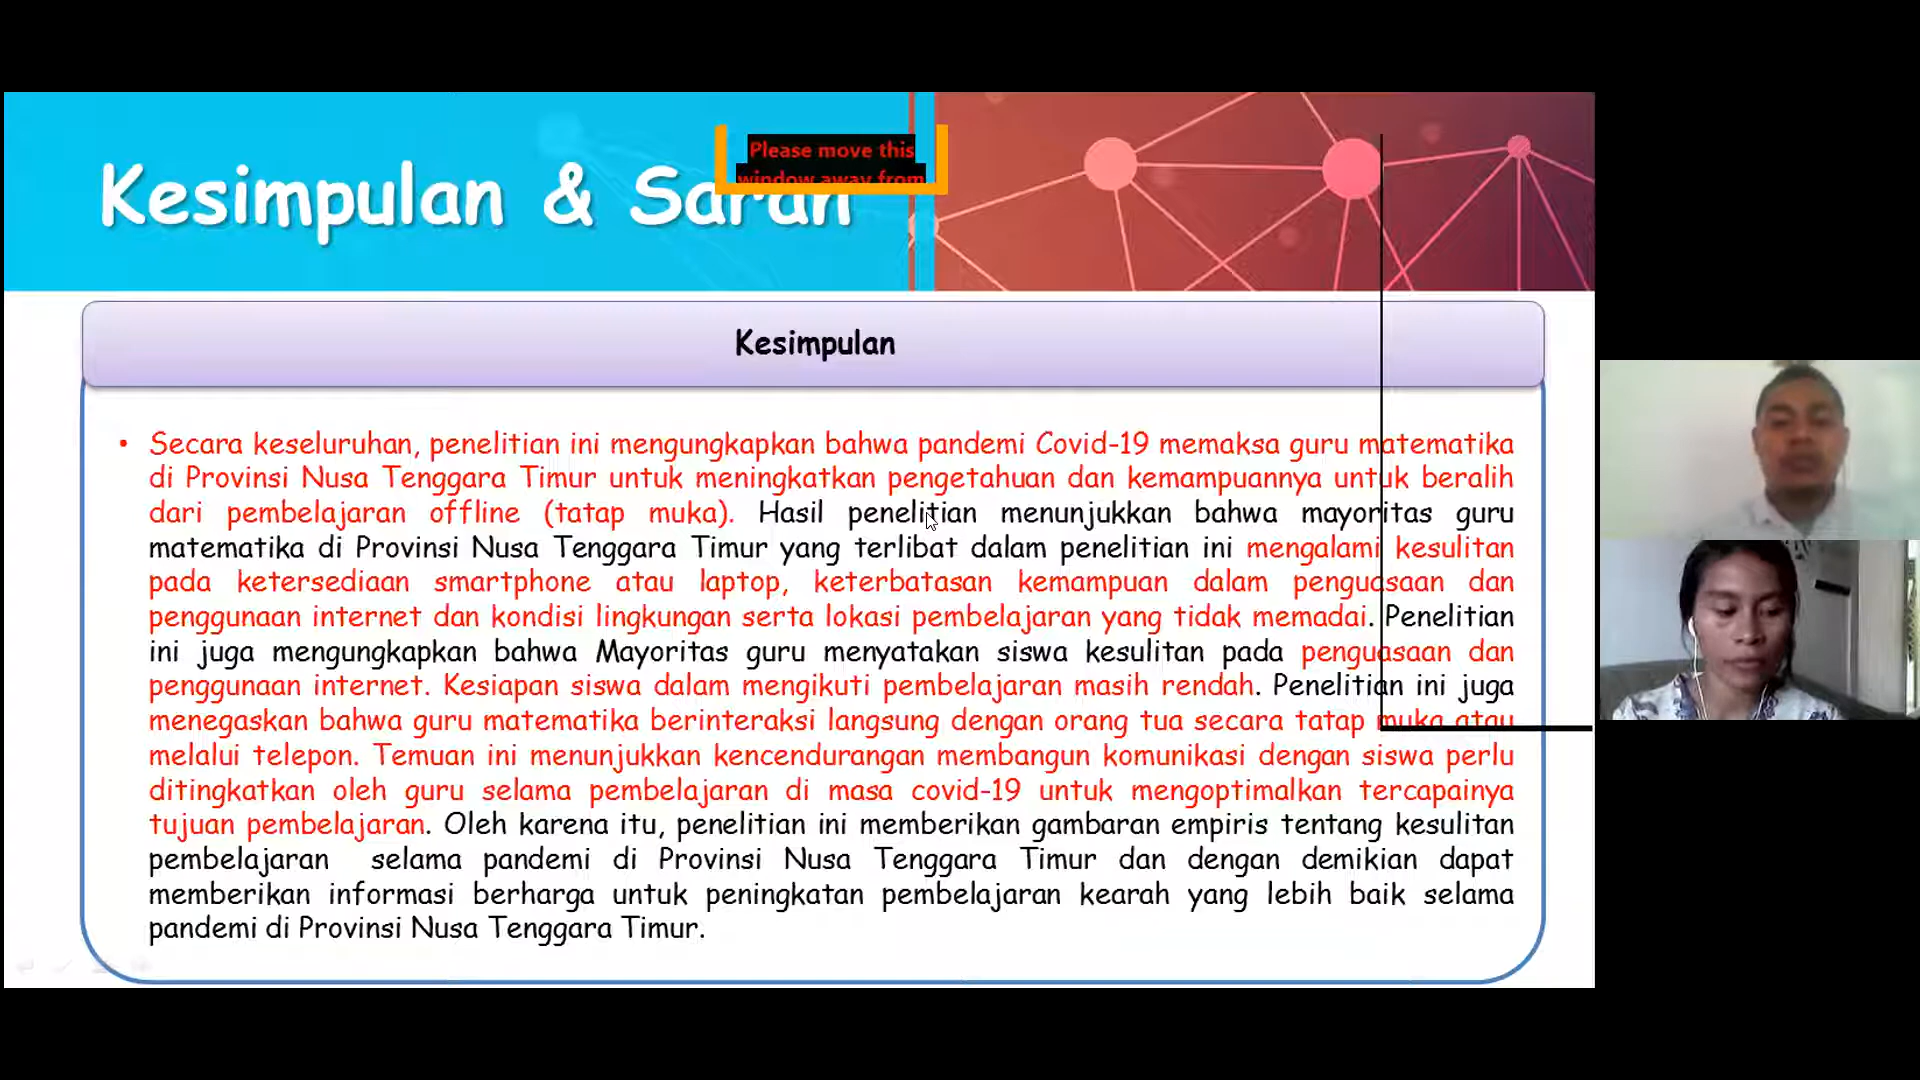 Please move this
window away from
Kesimpulan & Saran
Kesimpulan
• Secara keseluruhan, penelitian ini mengungkapkan bahwa pandemi Covid-19 memaksa guru matematika
di Provinsi Nusa Tenggara Timur untuk meningkatkan pengetahuan dan kemampuannya untuk beralih
dari pembelajaran offline (tatap muka). Hasil penelitian menunjukkan bahwa mayoritas guru
matematika di Provinsi Nusa Tenggara Timur yang terlibat dalam penelitian ini mengalami kesulitan
pada ketersediaan smartphone atau laptop, keterbatasan kemampuan dalam penguasaan dan
penggunaan internet dan kondisi lingkungan serta lokasi pembelajaran yang tidak memadai. Penelitian
ini juga mengungkapkan bahwa Mayoritas guru menyatakan siswa kesulitan pada penguasaan dan
penggunaan internet. Kesiapan siswa dalam mengikuti pembelajaran masih rendah. Penelitian ini juga
menegaskan bahwa guru matematika berinteraksi langsung dengan orang tua secara tatap muka atau
melalui telepon. Temuan ini menunjukkan kencendurangan membangun komunikasi dengan siswa perlu
ditingkatkan oleh guru selama pembelajaran di masa covid-19 untuk mengoptimalkan tercapainya
tujuan pembelajaran. Oleh karena itu, penelitian ini memberikan gambaran empiris tentang kesulitan
pembelajaran selama pandemi di Provinsi Nusa Tenggara Timur dan dengan demikian dapat
memberikan informasi berharga untuk peningkatan pembelajaran kearah yang lebih baik selama
pandemi di Provinsi Nusa Tenggara Timur.